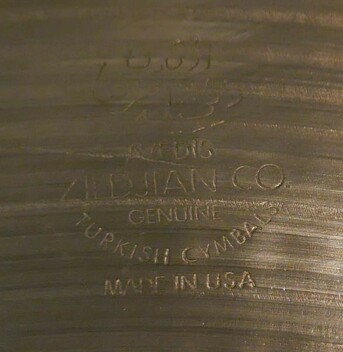 AVEDIS
ZILDJIAN CO.
GENUINE
TURKISH CYMBALS
MADE IN USA